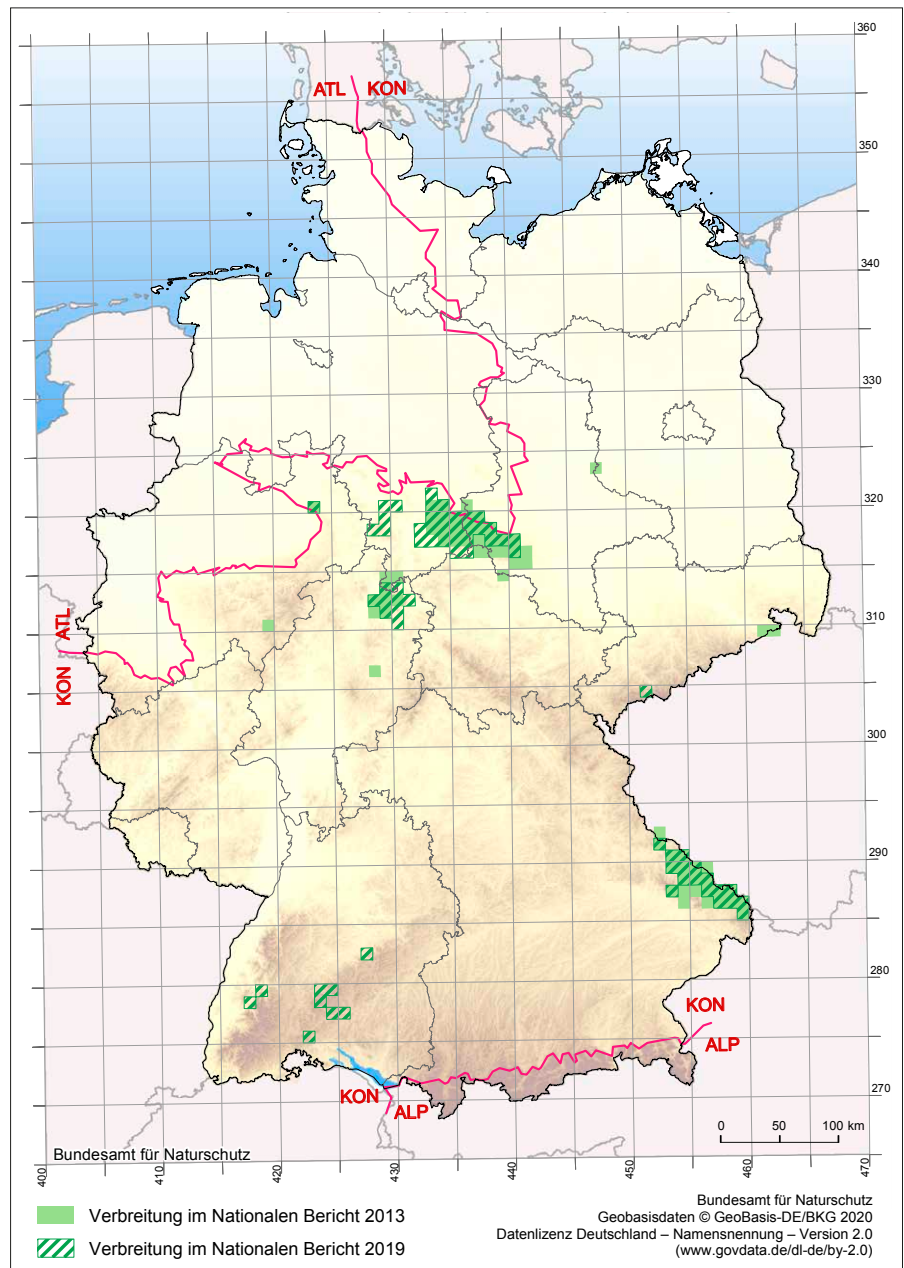 360
ATL KON
350
340
330
320
310
ATL
KON
300
290
280
KON
ALP
270
KON
ALP
0 50 100 km
Bundesamt für Naturschutz
400 410 420 430 440 450 460 470
Verbreitung im Nationalen Bericht 2013
Verbreitung im Nationalen Bericht 2019
Bundesamt für Naturschutz
Geobasisdaten © GeoBasis-DE/BKG 2020
Datenlizenz Deutschland – Namensnennung – Version 2.0
(www.govdata.de/dl-de/by-2.0)